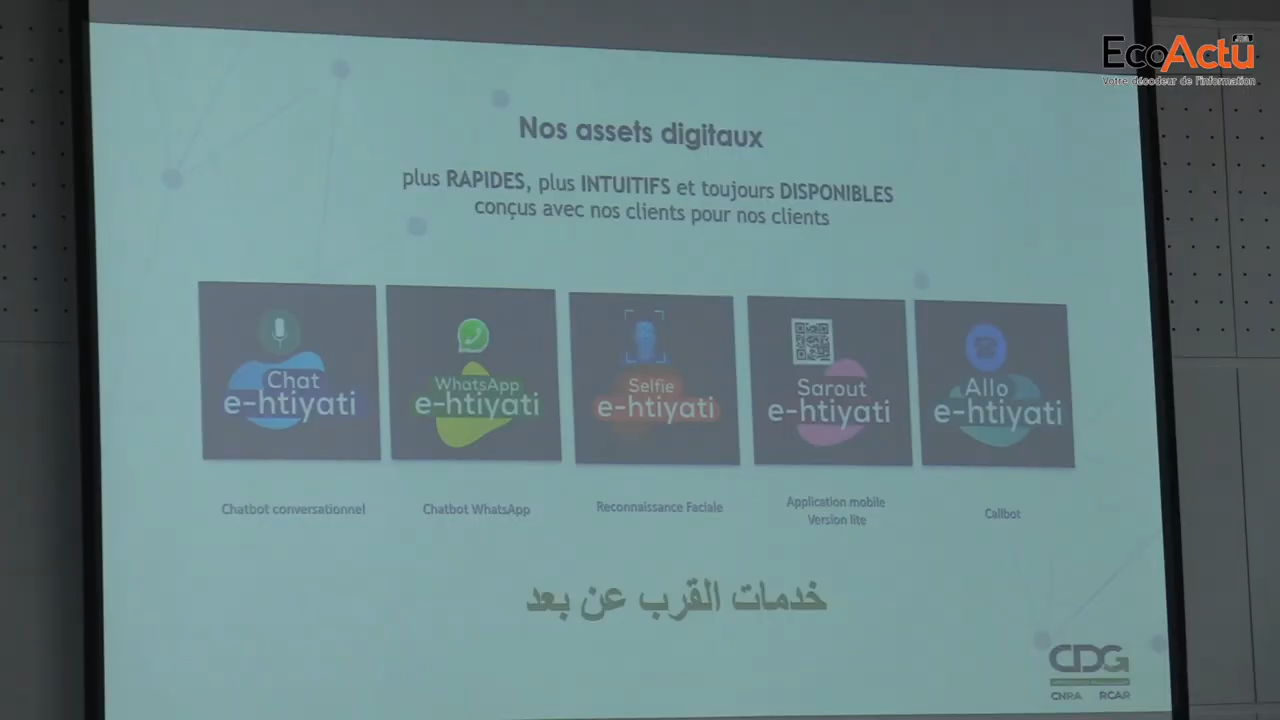 EcoActu
.ma
Votre décodeur de l'information
Nos assets digitaux
plus RAPIDES, plus INTUITIFS et toujours DISPONIBLES
conçus avec nos clients pour nos clients
Chat
e-htiyati
WhatsApp
e-htiyati
Selfie
e-htiyati
Sarout
e-htiyati
Allo
e-htiyati
Chatbot conversationnel
Chatbot WhatsApp
Reconnaissance Faciale
Application mobile
Version lite
Callbot
خدمات القرب عن بعد
CDG
CNRA RCAR